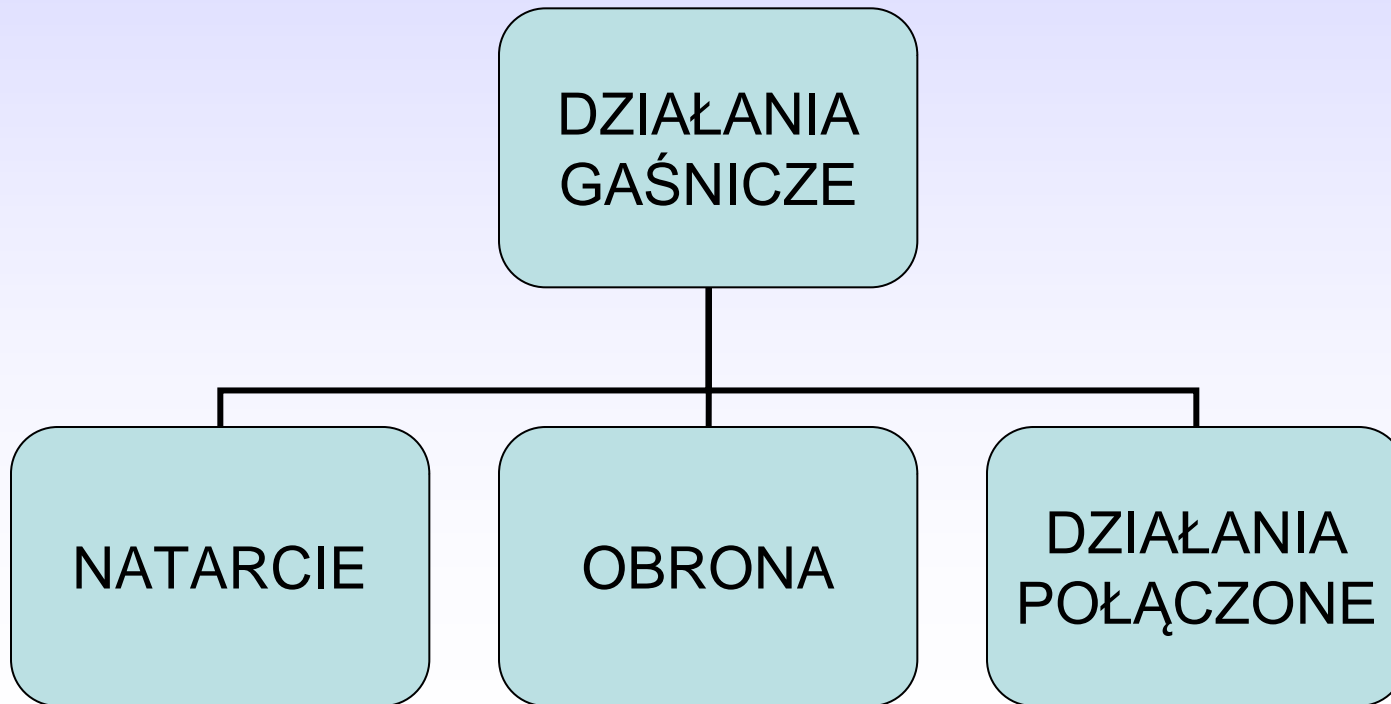 DZIAŁANIA
GAŚNICZE
NATARCIE
OBRONA
DZIAŁANIA
POŁĄCZONE